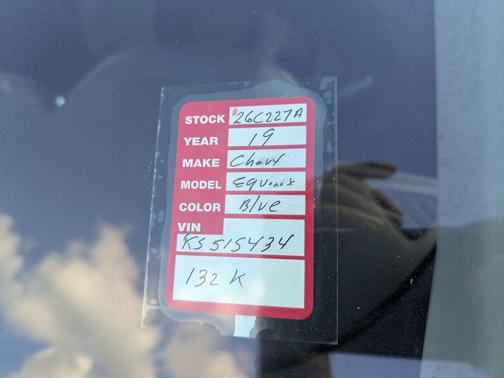 STOCK #26C227A
YEAR 19
MAKE Chevy
MODEL Equinox
COLOR Blue
VIN
KS515434
132 K